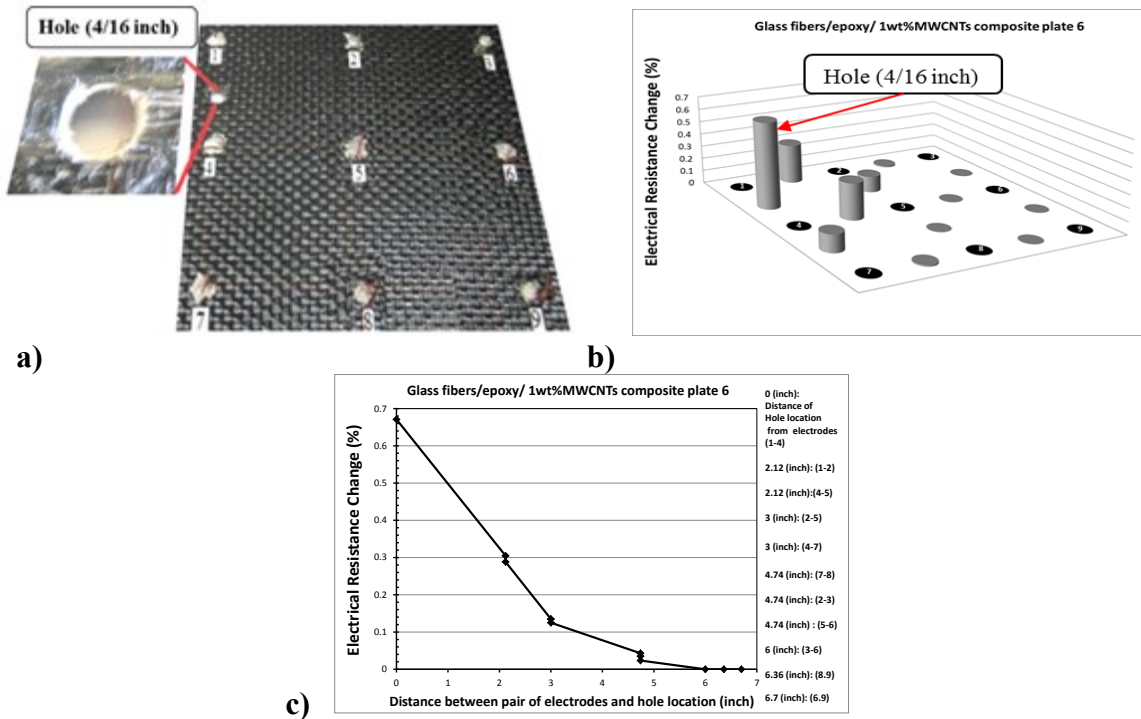 Hole (4/16 inch)
1
2
3
4
5
6
7
8
9
a)
Glass fibers/epoxy/ 1wt%MWCNTs composite plate 6
Hole (4/16 inch)
Electrical Resistance Change (%)
0.7
0.6
0.5
0.4
0.3
0.2
0.1
0
1
2
3
4
5
6
7
8
9
b)
Glass fibers/epoxy/ 1wt%MWCNTs composite plate 6
Electrical Resistance Change (%)
0.7
0.6
0.5
0.4
0.3
0.2
0.1
0
0 1 2 3 4 5 6 7
Distance between pair of electrodes and hole location (inch)
0 (inch):
Distance of
Hole location
from electrodes
(1-4)
2.12 (inch): (1-2)
2.12 (inch):(4-5)
3 (inch): (2-5)
3 (inch): (4-7)
4.74 (inch): (7-8)
4.74 (inch): (2-3)
4.74 (inch) : (5-6)
6 (inch): (3-6)
6.36 (inch): (8.9)
6.7 (inch): (6.9)
c)